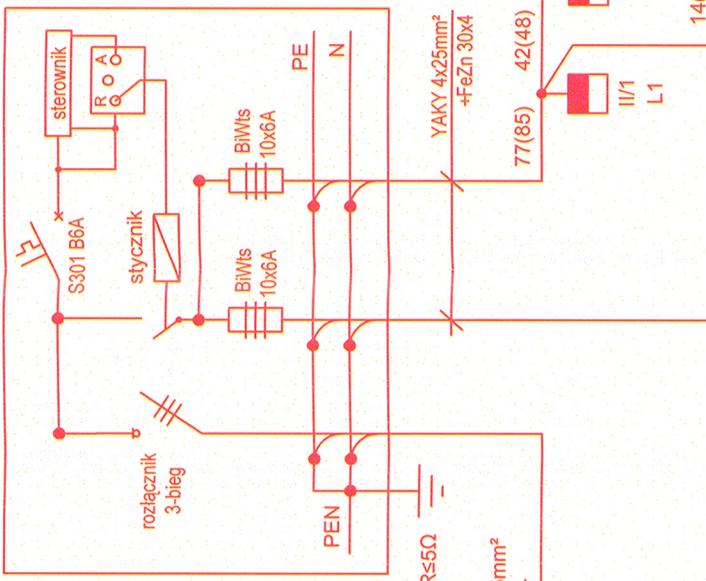 sterownik
R O A
S301 B6A
stycznik
rozłącznik
3-bieg
BiWts
10x6A
BiWts
10x6A
PE
N
PEN
R≤5Ω
YAKY 4x25mm²
+FeZn 30x4
77(85)
42(48)
II/1
L1
14(
mm²